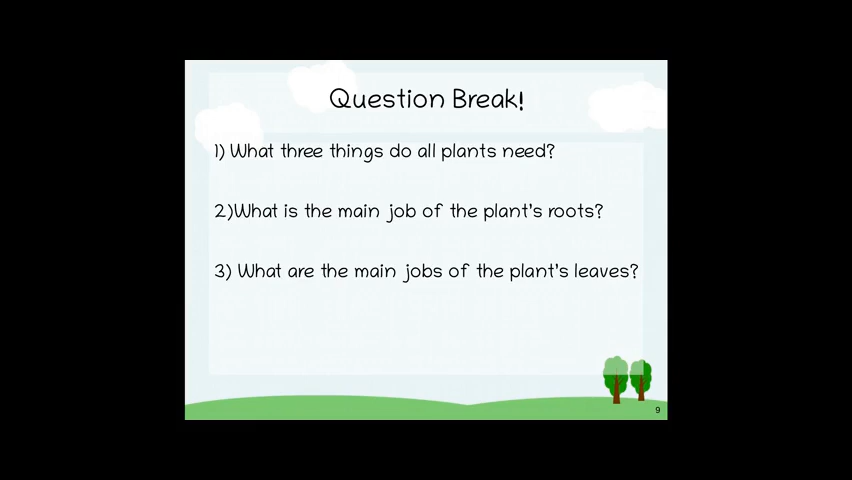 Question Break!
1) What three things do all plants need?
2)What is the main job of the plant's roots?
3) What are the main jobs of the plant's leaves?
9